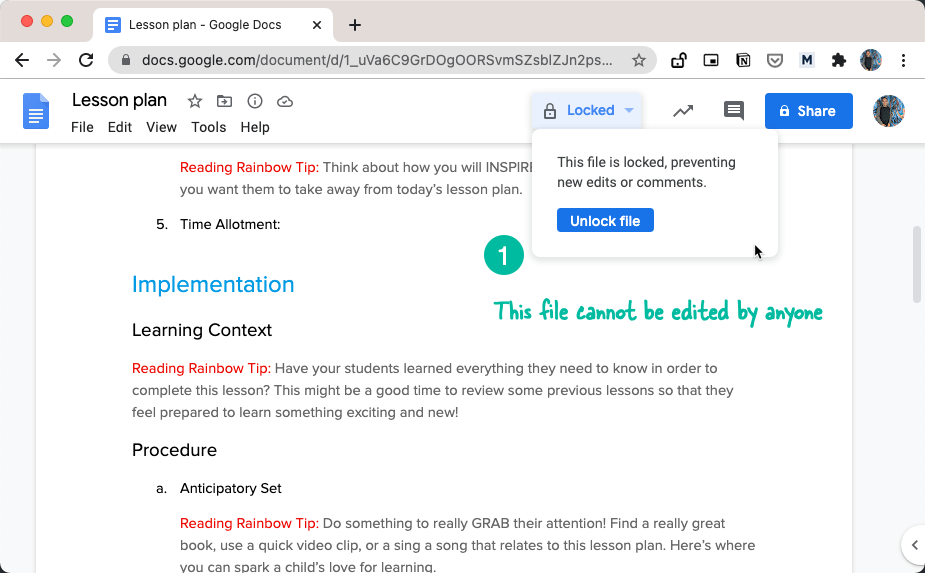 Lesson plan - Google Docs
docs.google.com/document/d/1_uVa6C9GrDOgOORSvmSZsbIZJn2ps...
Lesson plan
File Edit View Tools Help
Locked
Share
This file is locked, preventing
new edits or comments.
Unlock file
Reading Rainbow Tip: Think about how you will INSPIRE
you want them to take away from today's lesson plan.
5. Time Allotment:
1
This file cannot be edited by anyone
Implementation
Learning Context
Reading Rainbow Tip: Have your students learned everything they need to know in order to
complete this lesson? This might be a good time to review some previous lessons so that they
feel prepared to learn something exciting and new!
Procedure
a. Anticipatory Set
Reading Rainbow Tip: Do something to really GRAB their attention! Find a really great
book, use a quick video clip, or a sing a song that relates to this lesson plan. Here's where
you can spark a child's love for learning.